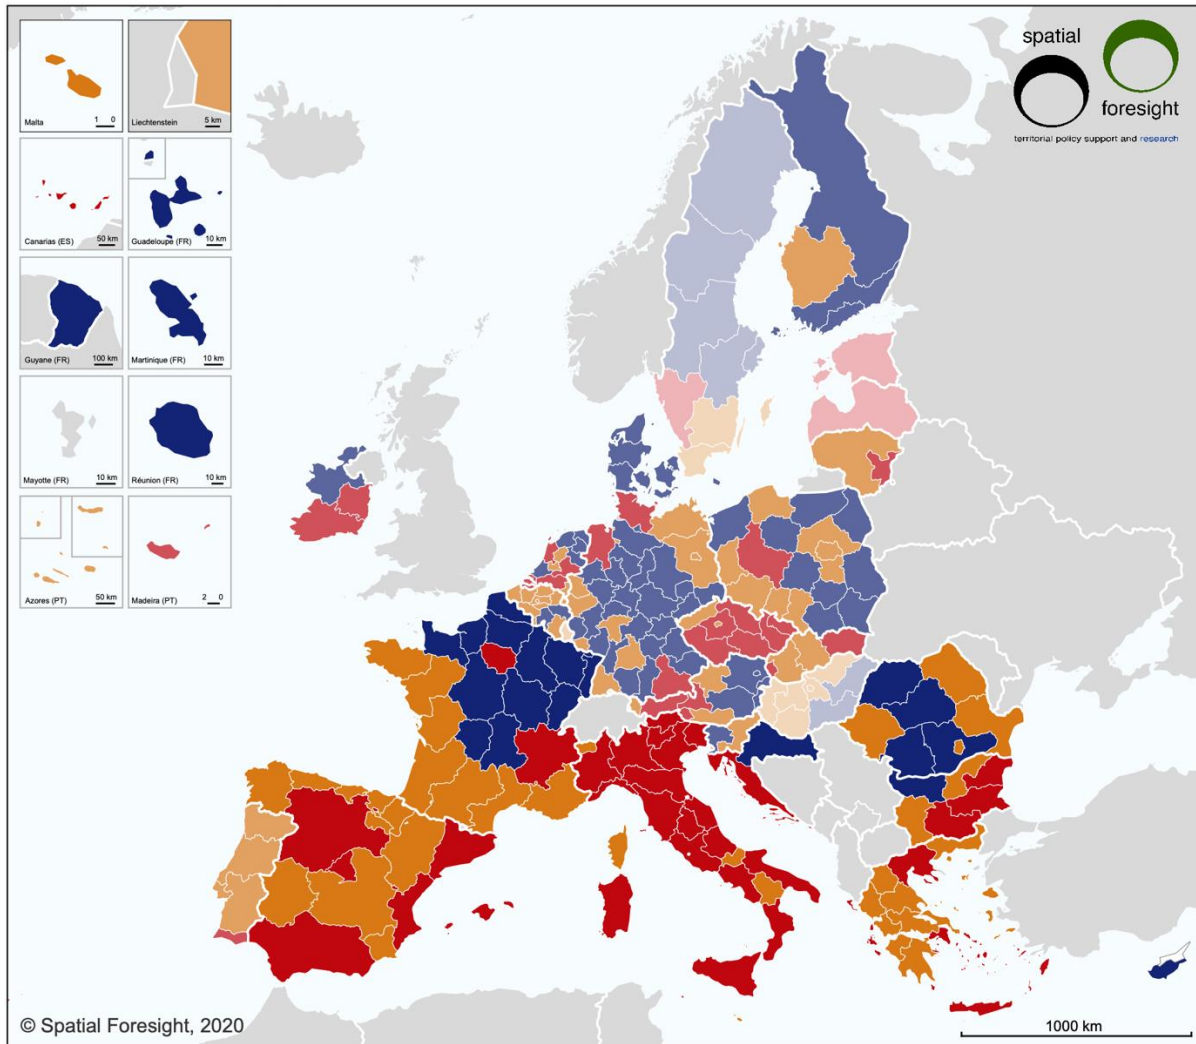 spatial
foresight
territorial policy support and research
Malta
1 0
Liechtenstein
5 km
Canarias (ES)
50 km
Guadeloupe (FR)
10 km
Guyane (FR)
100 km
Martinique (FR)
10 km
Mayotte (FR)
10 km
Réunion (FR)
10 km
Azores (PT)
50 km
Madeira (PT)
2 0
© Spatial Foresight, 2020
1000 km